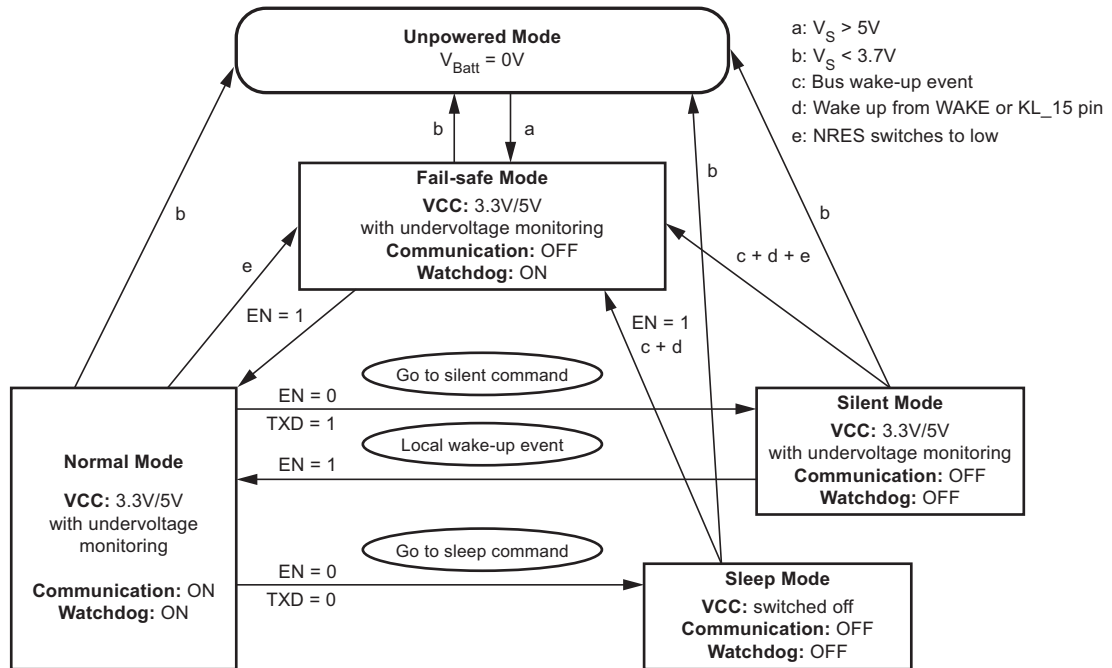 Unpowered Mode
V_Batt = 0V
a: V_S > 5V
b: V_S < 3.7V
c: Bus wake-up event
d: Wake up from WAKE or KL_15 pin
e: NRES switches to low
b
a
b
b
b
Fail-safe Mode
VCC: 3.3V/5V
with undervoltage monitoring
Communication: OFF
Watchdog: ON
e
c + d + e
EN = 1
EN = 1
c + d
Go to silent command
EN = 0
TXD = 1
Local wake-up event
EN = 1
Silent Mode
VCC: 3.3V/5V
with undervoltage monitoring
Communication: OFF
Watchdog: OFF
Normal Mode
VCC: 3.3V/5V
with undervoltage
monitoring
Communication: ON
Watchdog: ON
Go to sleep command
EN = 0
TXD = 0
Sleep Mode
VCC: switched off
Communication: OFF
Watchdog: OFF